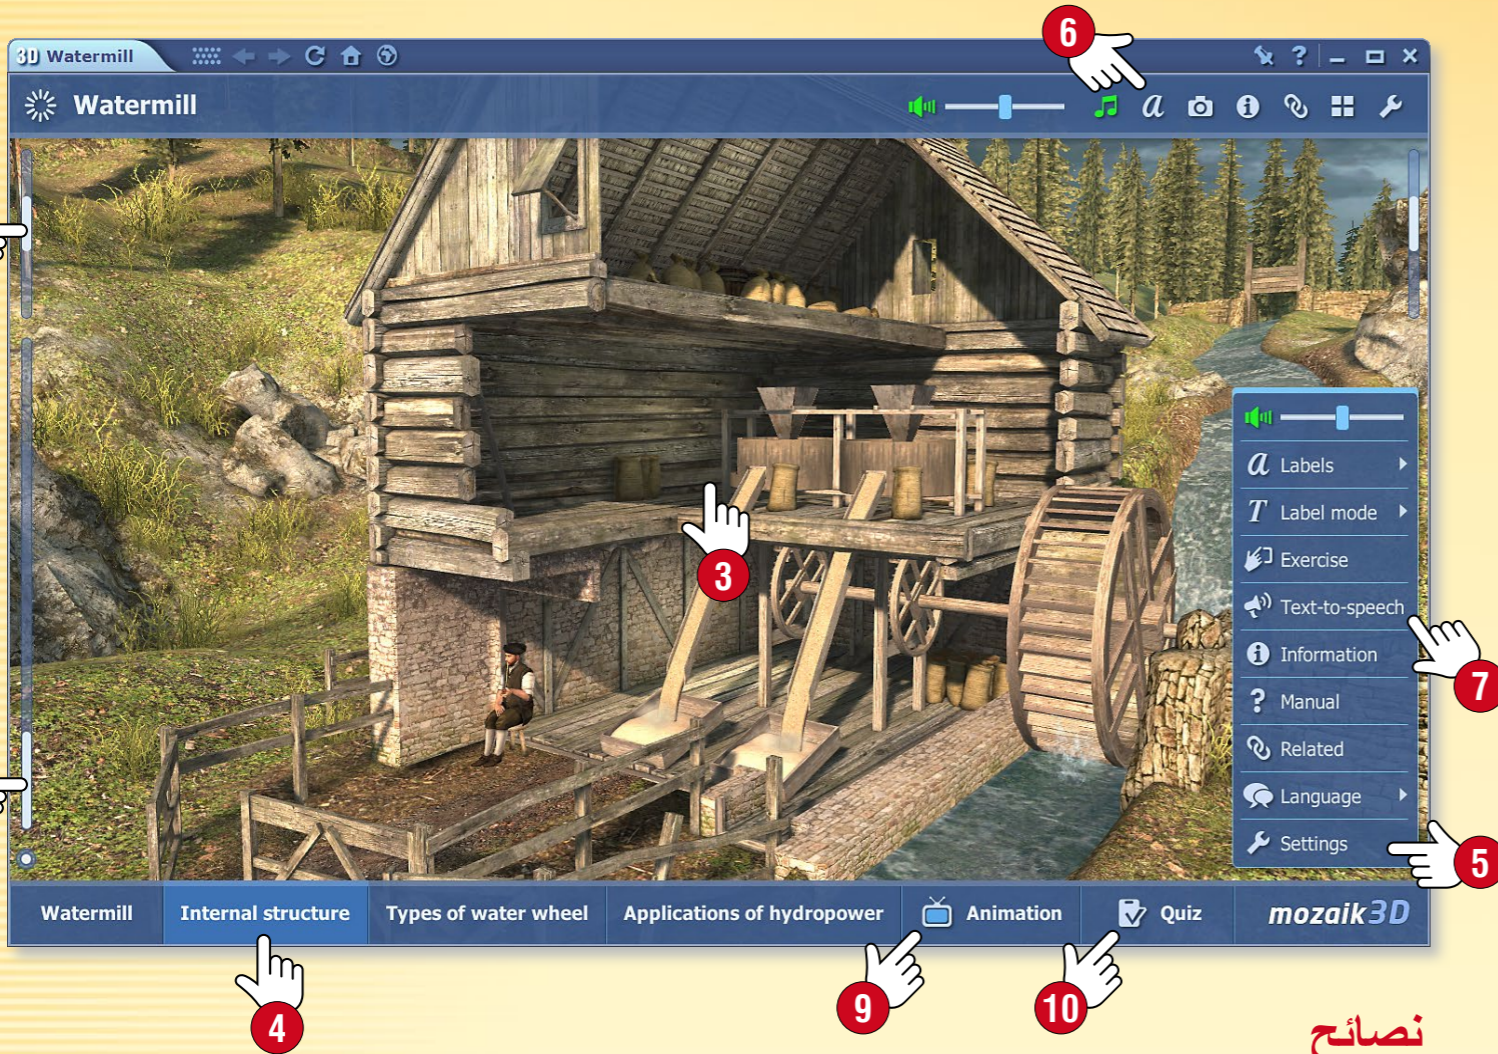 6
3D Watermill
Watermill
3
Labels
Label mode
Exercise
Text-to-speech
Information
Manual
Related
Language
Settings
7
5
Watermill
Internal structure
Types of water wheel
Applications of hydropower
Animation
Quiz
mozaik3D
4
9
10
نصائح